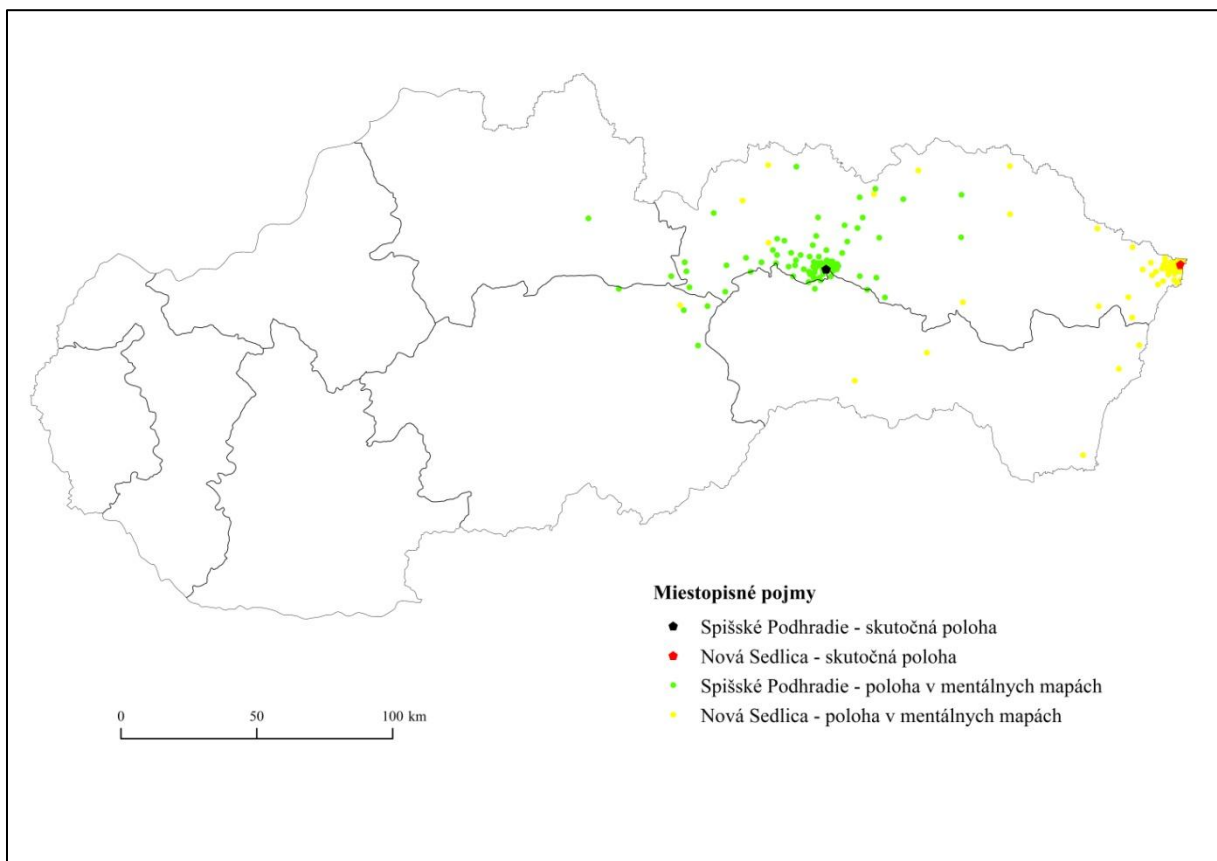 Miestopisné pojmy
Spišské Podhradie - skutočná poloha
Nová Sedlica - skutočná poloha
Spišské Podhradie - poloha v mentálnych mapách
Nová Sedlica - poloha v mentálnych mapách
0 50 100 km